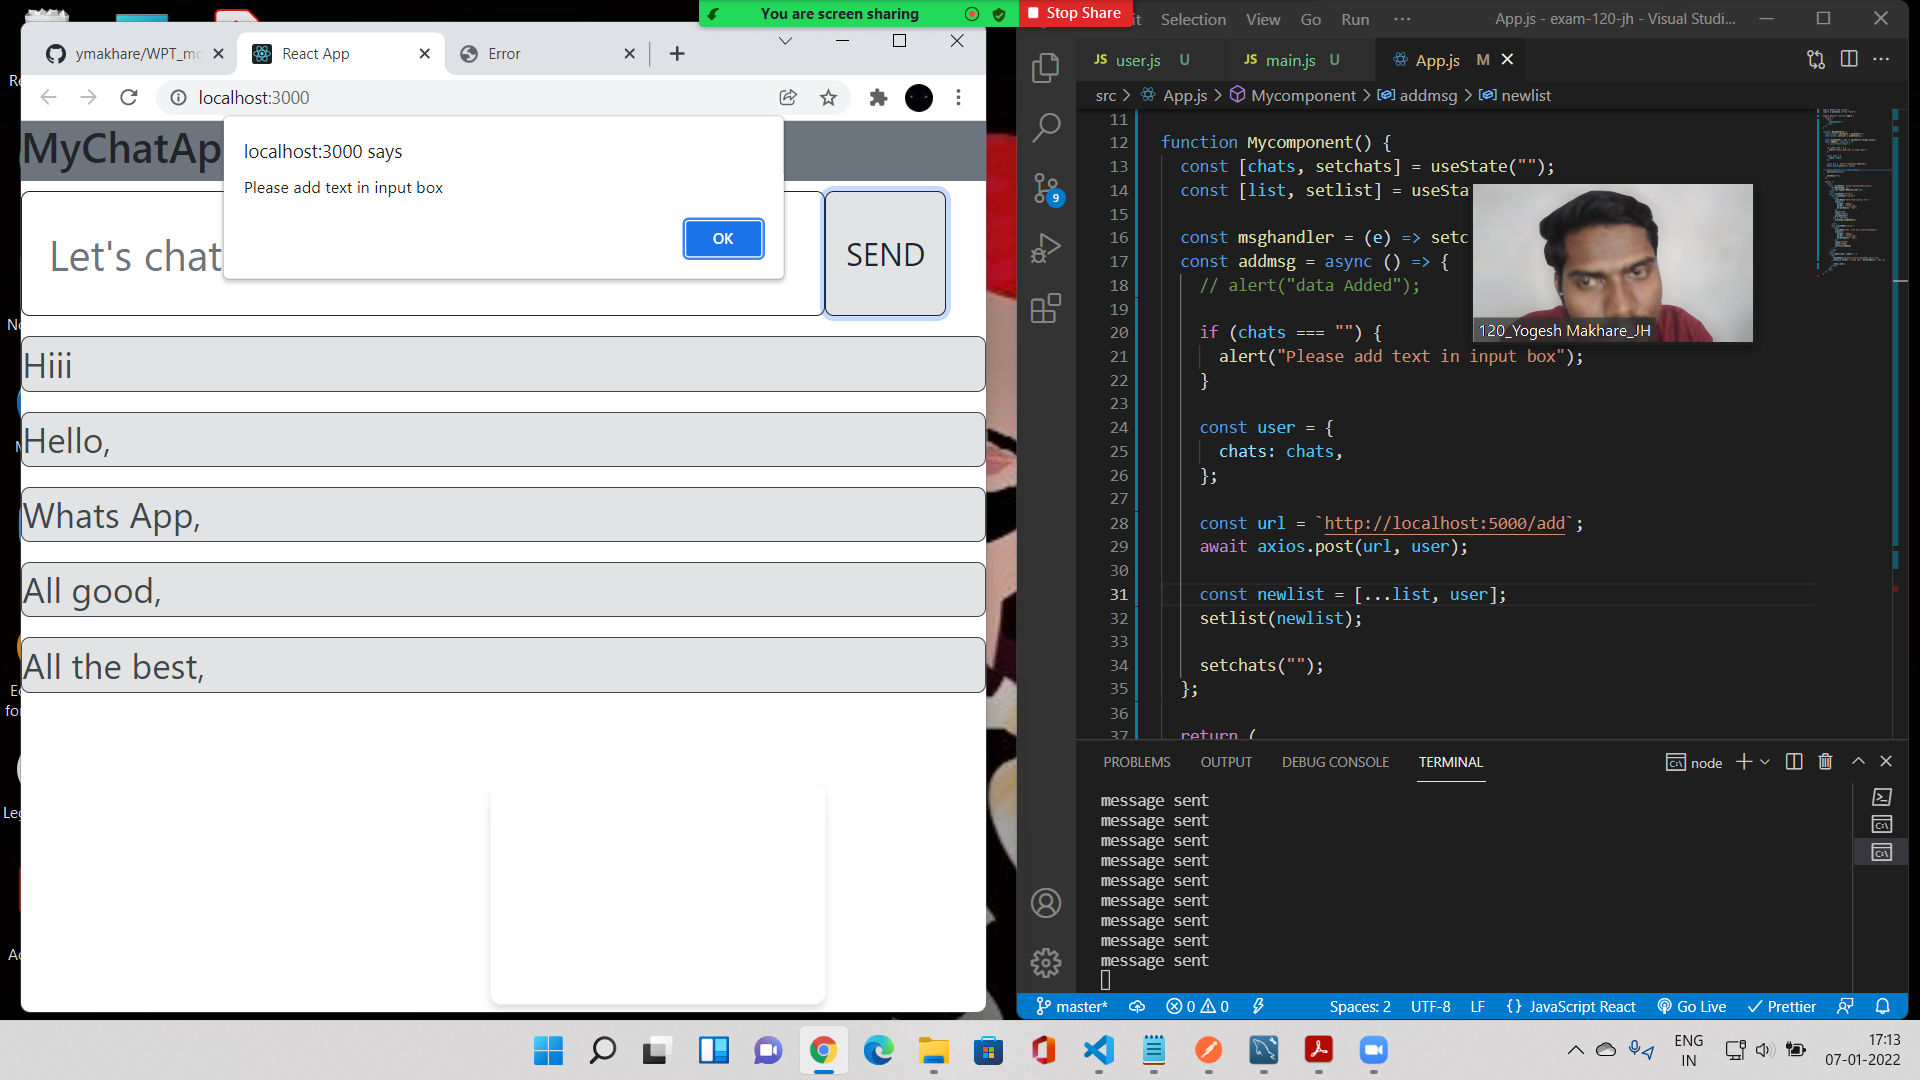 You are screen sharing
Stop Share
ymakhare/WPT_mc
React App
Error
localhost:3000
MyChatAp
localhost:3000 says
Please add text in input box
OK
Let's chat
SEND
Hiii
Hello,
Whats App,
All good,
All the best,
it Selection View Go Run ···
App.js - exam-120-jh - Visual Studi...
JS user.js U
JS main.js U
App.js M
src > App.js > Mycomponent > addmsg > newlist
11
12 function Mycomponent() {
13 const [chats, setchats] = useState("");
14 const [list, setlist] = useSta
15
16 const msghandler = (e) => setc
17 const addmsg = async () => {
18 // alert("data Added");
19
20 if (chats === "") {
21 alert("Please add text in input box");
22 }
23
24 const user = {
25 chats: chats,
26 };
27
28 const url = `http://localhost:5000/add`;
29 await axios.post(url, user);
30
31 const newlist = [...list, user];
32 setlist(newlist);
33
34 setchats("");
35 };
36
37 return (
9
120_Yogesh Makhare_JH
PROBLEMS OUTPUT DEBUG CONSOLE TERMINAL
node
message sent
message sent
message sent
message sent
message sent
message sent
message sent
message sent
message sent
master* 0 0 Spaces: 2 UTF-8 LF {} JavaScript React Go Live Prettier
ENG
IN
17:13
07-01-2022